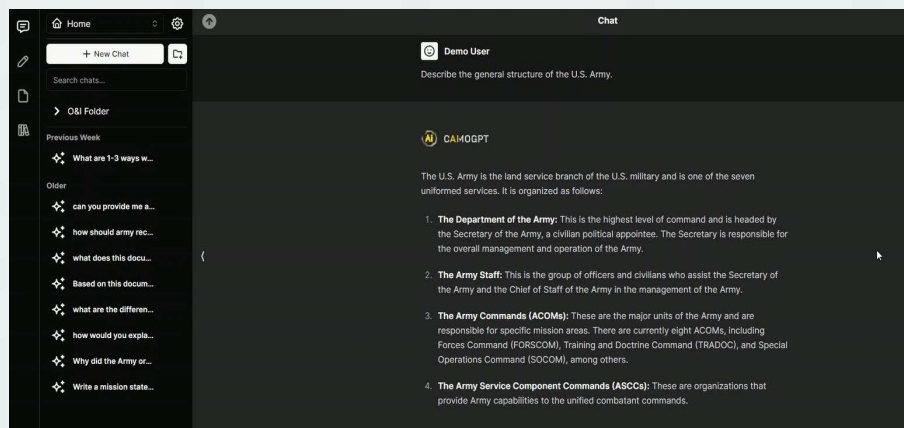 Home
+ New Chat
Search chats...
O&I Folder
Previous Week
What are 1-3 ways w...
Older
can you provide me a...
how should army rec...
what does this docu...
Based on this docum...
what are the differen...
how would you expla...
Why did the Army or...
Write a mission state...
Chat
Demo User
Describe the general structure of the U.S. Army.
Ai CAMOGPT
The U.S. Army is the land service branch of the U.S. military and is one of the seven
uniformed services. It is organized as follows:
1. The Department of the Army: This is the highest level of command and is headed by
the Secretary of the Army, a civilian political appointee. The Secretary is responsible for
the overall management and operation of the Army.
2. The Army Staff: This is the group of officers and civilians who assist the Secretary of
the Army and the Chief of Staff of the Army in the management of the Army.
3. The Army Commands (ACOMs): These are the major units of the Army and are
responsible for specific mission areas. There are currently eight ACOMs, including
Forces Command (FORSCOM), Training and Doctrine Command (TRADOC), and Special
Operations Command (SOCOM), among others.
4. The Army Service Component Commands (ASCCs): These are organizations that
provide Army capabilities to the unified combatant commands.